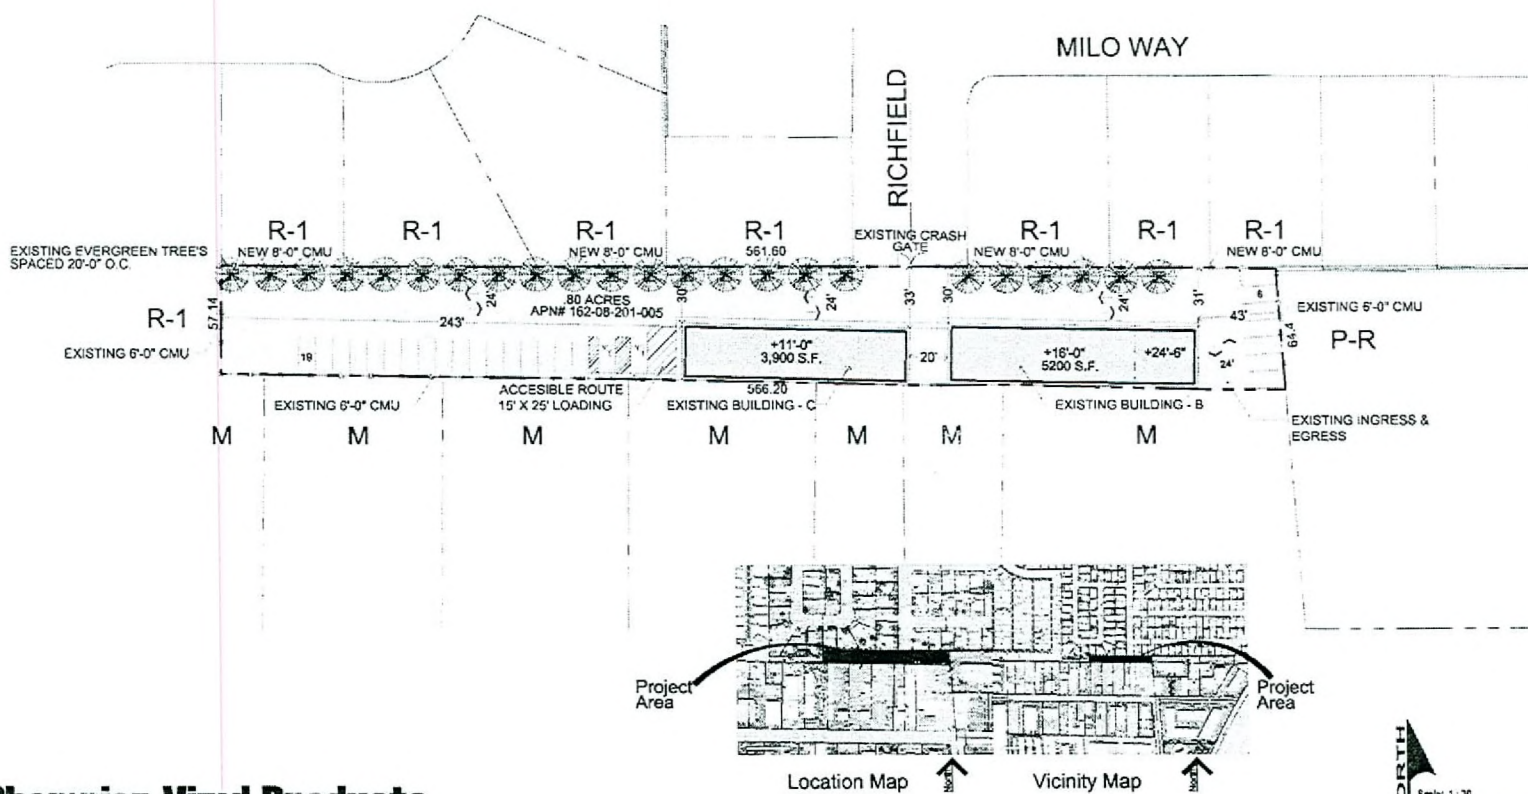 MILO WAY
RICHFIELD
R-1
R-1
R-1
R-1
R-1
R-1
R-1
EXISTING EVERGREEN TREE'S
SPACED 20'-0" O.C.
NEW 8'-0" CMU
NEW 8'-0" CMU
561.60
EXISTING CRASH
GATE
NEW 8'-0" CMU
NEW 8'-0" CMU
24'
.80 ACRES
APN# 162-08-201-005
30'
24'
33'
30'
24'
31'
6
43'
EXISTING 6'-0" CMU
R-1
57.14
243'
64.4
P-R
EXISTING 6'-0" CMU
19
+11'-0"
3,900 S.F.
20'
+16'-0"
5200 S.F.
+24'-6"
24'
ACCESIBLE ROUTE
15' X 25' LOADING
566.20
EXISTING 6'-0" CMU
EXISTING BUILDING - C
EXISTING BUILDING - B
EXISTING INGRESS &
EGRESS
M
M
M
M
M
M
M
Project
Area
Project
Area
Location Map
North
Vicinity Map
North